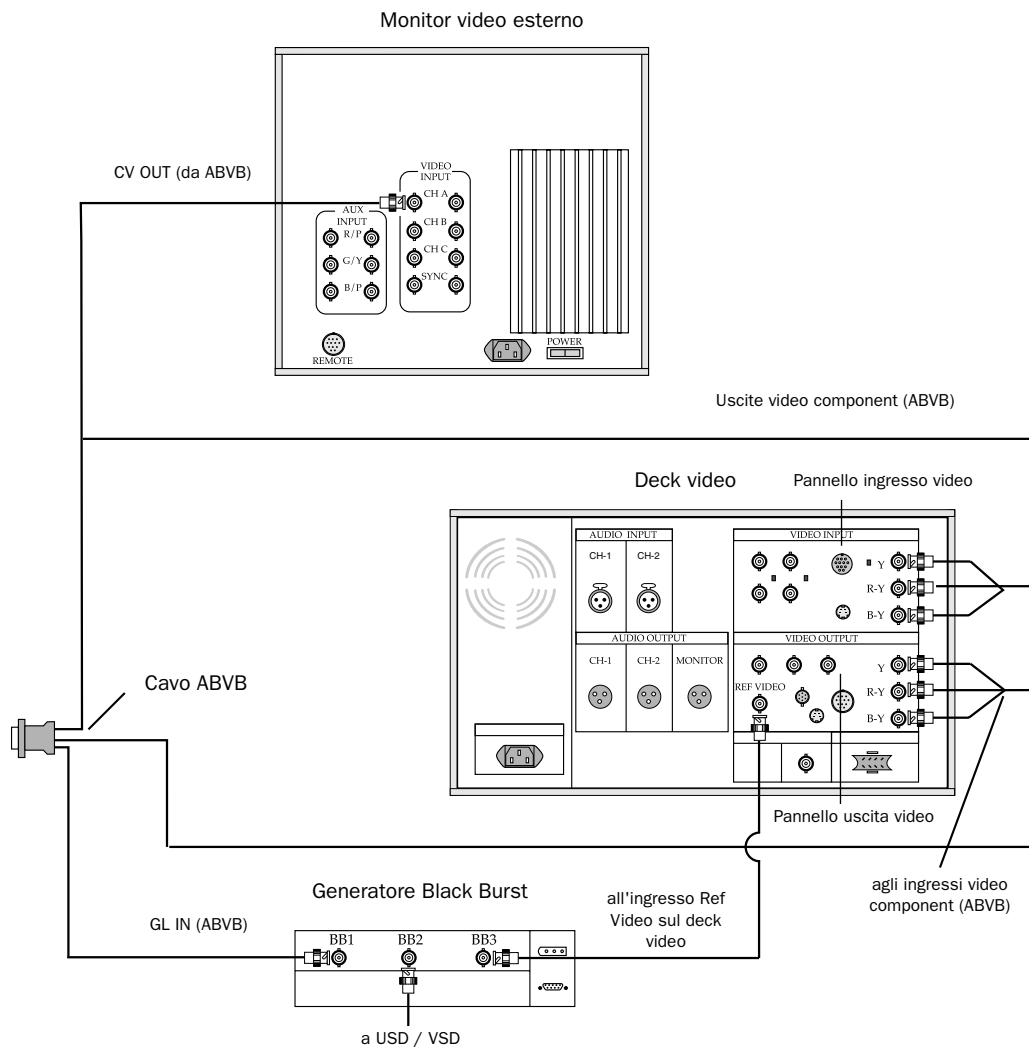 Monitor video esterno
CV OUT (da ABVB)
VIDEO
INPUT
CH A
CH B
CH C
SYNC
AUX
INPUT
R/P
G/Y
B/P
REMOTE
POWER
Uscite video component (ABVB)
Deck video
Pannello ingresso video
AUDIO INPUT
CH-1
CH-2
VIDEO INPUT
Y
R-Y
B-Y
AUDIO OUTPUT
CH-1
CH-2
MONITOR
VIDEO OUTPUT
REF VIDEO
Y
R-Y
B-Y
Cavo ABVB
Pannello uscita video
agli ingressi video
component (ABVB)
Generatore Black Burst
all'ingresso Ref
Video sul deck
video
GL IN (ABVB)
BB1
BB2
BB3
a USD / VSD